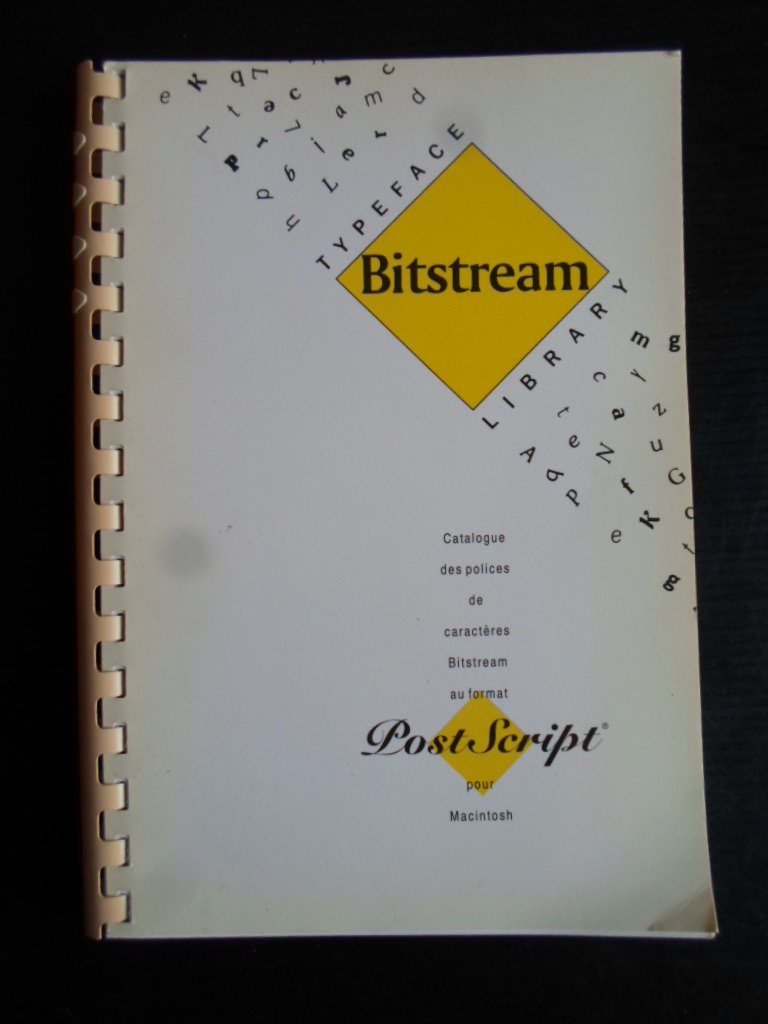 TYPEFACE
Bitstream
LIBRARY
Catalogue
des polices
de
caractères
Bitstream
au format
PostScript®
pour
Macintosh